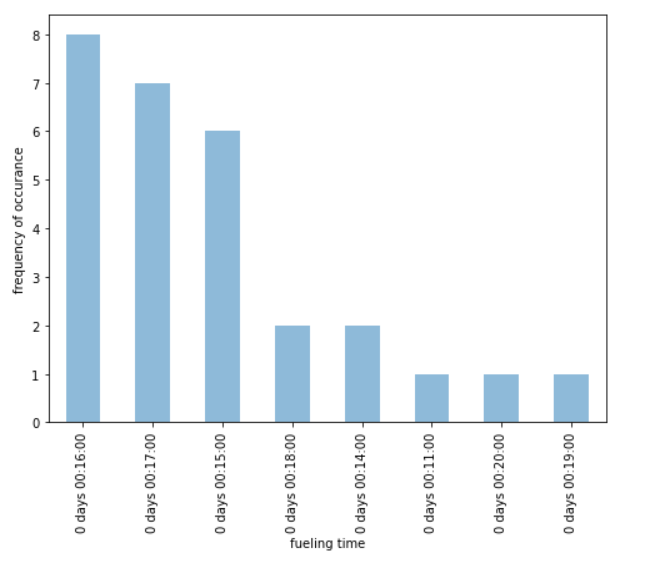 8
7
6
5
4
3
2
1
0
frequency of occurance
0 days 00:16:00
0 days 00:17:00
0 days 00:15:00
0 days 00:18:00
0 days 00:14:00
0 days 00:11:00
0 days 00:20:00
0 days 00:19:00
fueling time